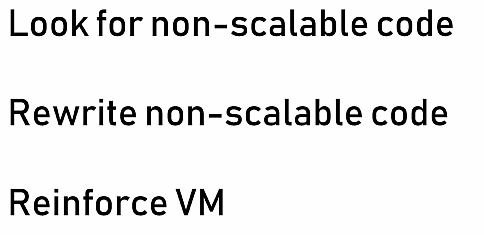 Look for non-scalable code
Rewrite non-scalable code
Reinforce VM